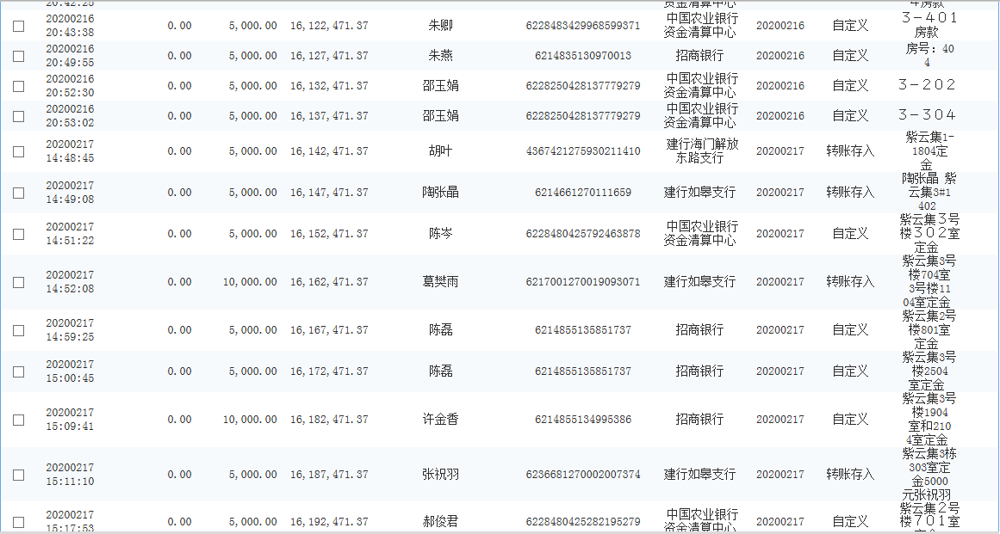 20:42:25
资金清算中心
4房款
20200216
20:43:38
0.00
5,000.00
16,122,471.37
朱卿
6228483429968599371
中国农业银行
资金清算中心
20200216
自定义
3-401
房款
20200216
20:49:55
0.00
5,000.00
16,127,471.37
朱燕
6214835130970013
招商银行
20200216
自定义
房号：40
4
20200216
20:52:30
0.00
5,000.00
16,132,471.37
邵玉娟
6228250428137779279
中国农业银行
资金清算中心
20200216
自定义
3-202
20200216
20:53:02
0.00
5,000.00
16,137,471.37
邵玉娟
6228250428137779279
中国农业银行
资金清算中心
20200216
自定义
3-304
20200217
14:48:45
0.00
5,000.00
16,142,471.37
胡叶
4367421275930211410
建行海门解放
东路支行
20200217
转账存入
紫云集1-
1804定
金
20200217
14:49:08
0.00
5,000.00
16,147,471.37
陶张晶
6214661270111659
建行如皋支行
20200217
转账存入
陶张晶 紫
云集3#1
402
20200217
14:51:22
0.00
5,000.00
16,152,471.37
陈岑
6228480425792463878
中国农业银行
资金清算中心
20200217
自定义
紫云集３号
楼３０２室
定金
20200217
14:52:08
0.00
10,000.00
16,162,471.37
葛樊雨
6217001270019093071
建行如皋支行
20200217
转账存入
紫云集3号
楼704室
3号楼11
04室定金
20200217
14:59:25
0.00
5,000.00
16,167,471.37
陈磊
6214855135851737
招商银行
20200217
自定义
紫云集2号
楼801室
定金
20200217
15:00:45
0.00
5,000.00
16,172,471.37
陈磊
6214855135851737
招商银行
20200217
自定义
紫云集3号
楼2504
室定金
20200217
15:09:41
0.00
10,000.00
16,182,471.37
许金香
6214855134995386
招商银行
20200217
自定义
紫云集3号
楼1904
室和210
4室定金
20200217
15:11:10
0.00
5,000.00
16,187,471.37
张祝羽
6236681270002007374
建行如皋支行
20200217
转账存入
紫云集3栋
303室定
金5000
元张祝羽
20200217
15:17:53
0.00
5,000.00
16,192,471.37
郝俊君
6228480425282195279
中国农业银行
资金清算中心
20200217
自定义
紫云集２号
楼７０１室